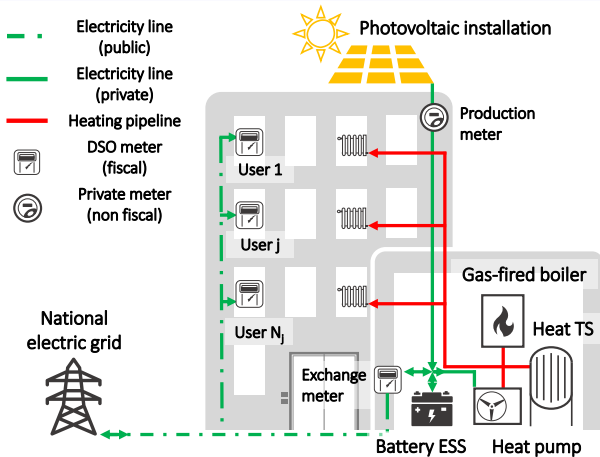 Electricity line
(public)
Electricity line
(private)
Heating pipeline
DSO meter
(fiscal)
Private meter
(non fiscal)
Photovoltaic installation
Production
meter
User 1
User j
User Nj
National
electric grid
Exchange
meter
Gas-fired boiler
Heat TS
Battery ESS
Heat pump